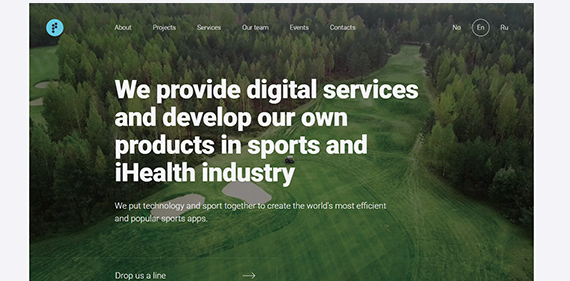 About Projects Services Our team Events Contacts No En Ru
We provide digital services
and develop our own
products in sports and
iHealth industry
We put technology and sport together to create the world's most efficient
and popular sports apps.
Drop us a line